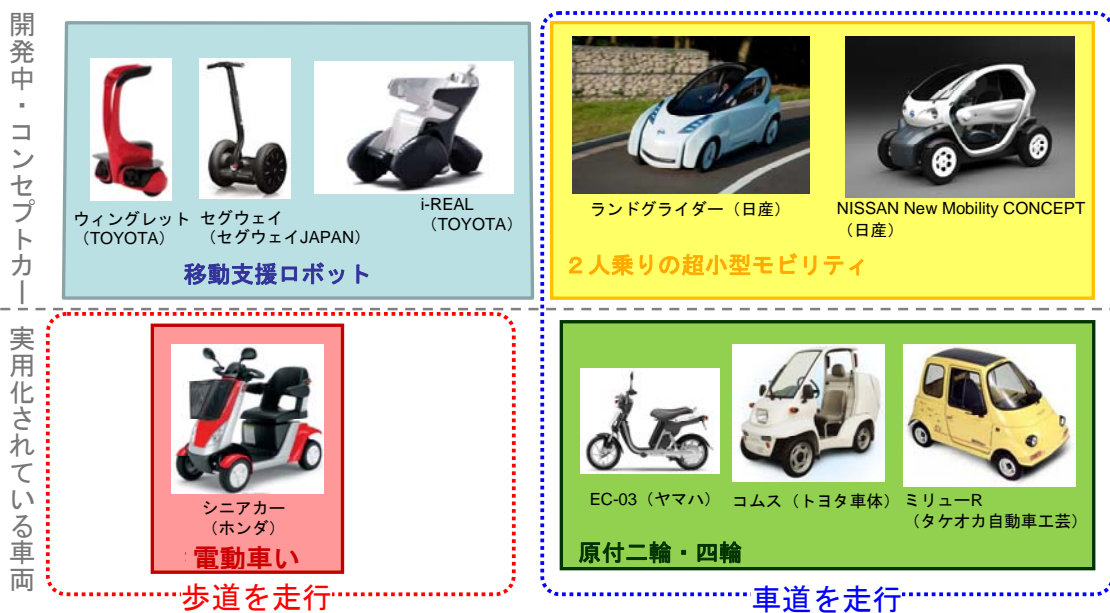 開発中・コンセプトカー
ウィングレット
（TOYOTA）
セグウェイ
（セグウェイJAPAN）
i-REAL
（TOYOTA）
移動支援ロボット
ランドグライダー（日産）
NISSAN New Mobility CONCEPT
（日産）
２人乗りの超小型モビリティ
実用化されている車両
シニアカー
（ホンダ）
電動車い
歩道を走行
EC-03（ヤマハ）
コムス（トヨタ車体）
ミリューR
（タケオカ自動車工芸）
原付二輪・四輪
車道を走行